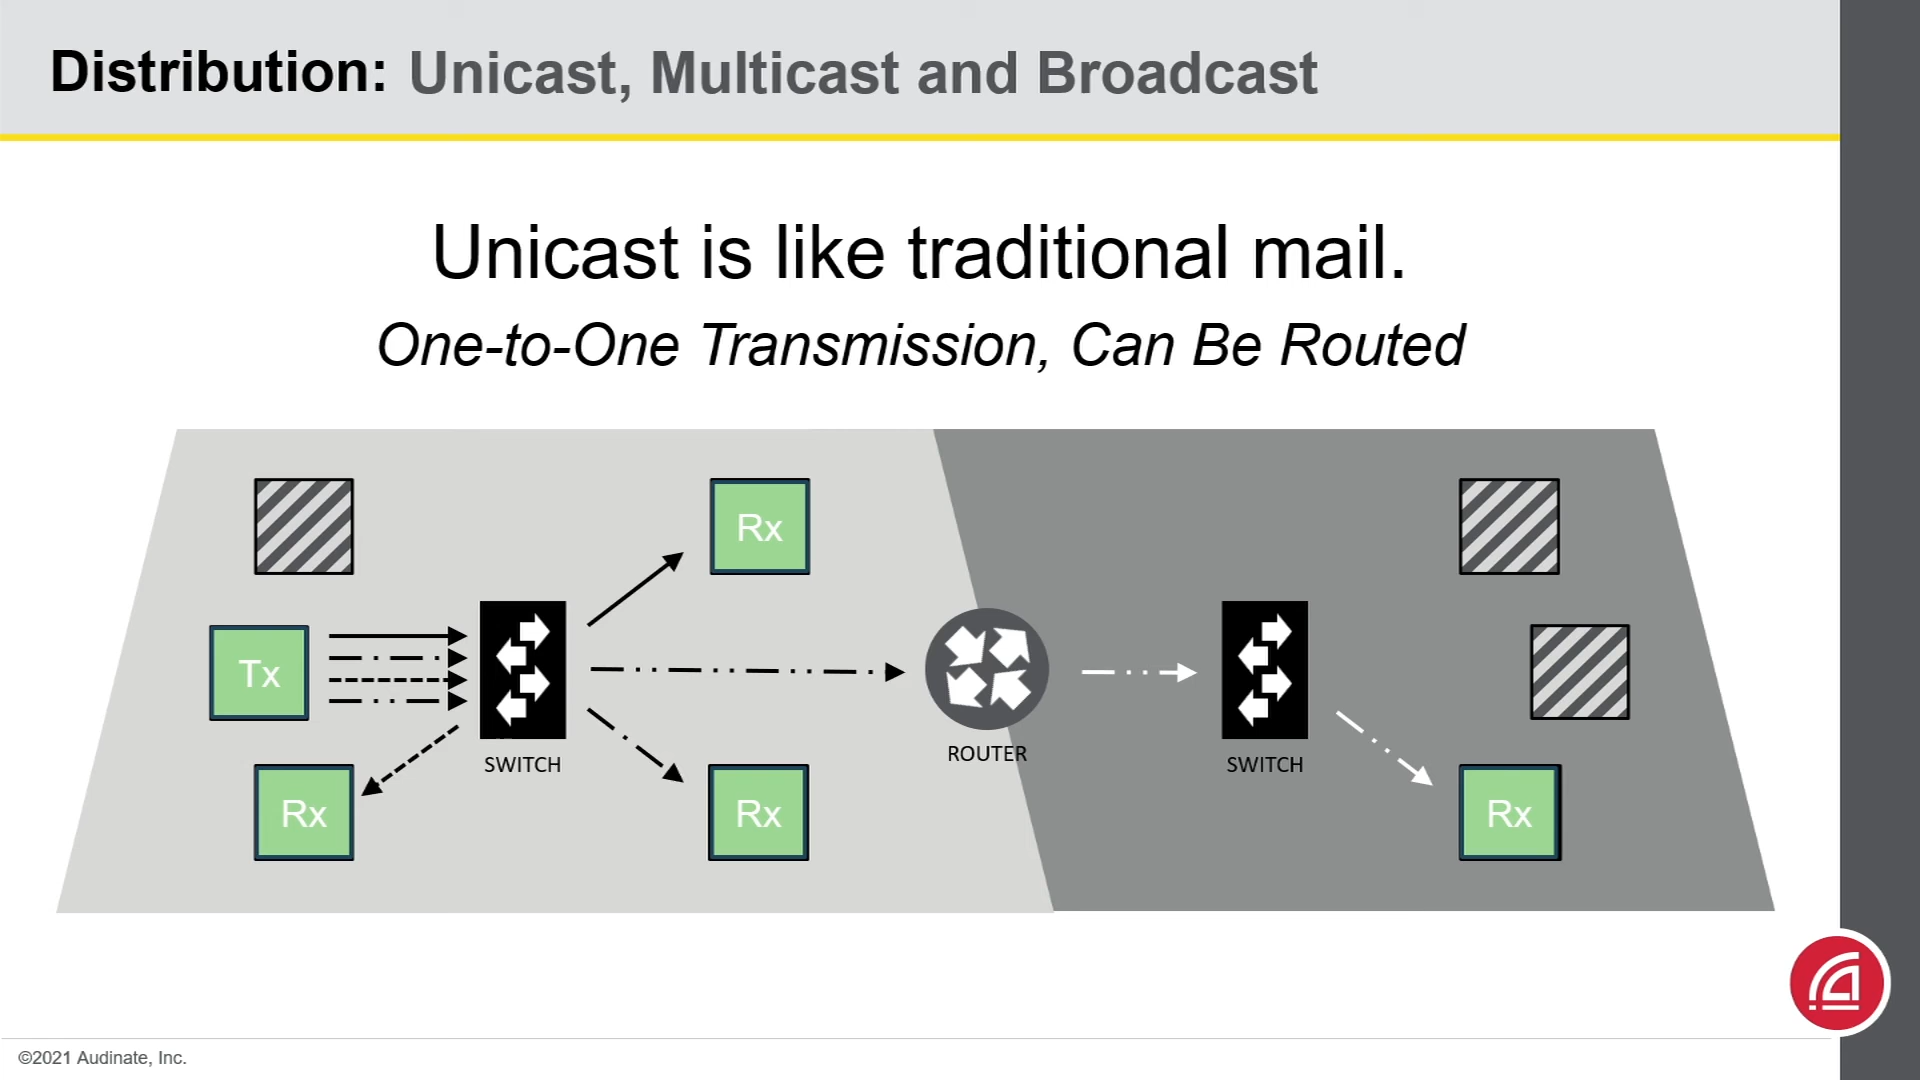 Distribution: Unicast, Multicast and Broadcast
Unicast is like traditional mail.
One-to-One Transmission, Can Be Routed
Rx
Tx
SWITCH
ROUTER
SWITCH
Rx
Rx
Rx
©2021 Audinate, Inc.